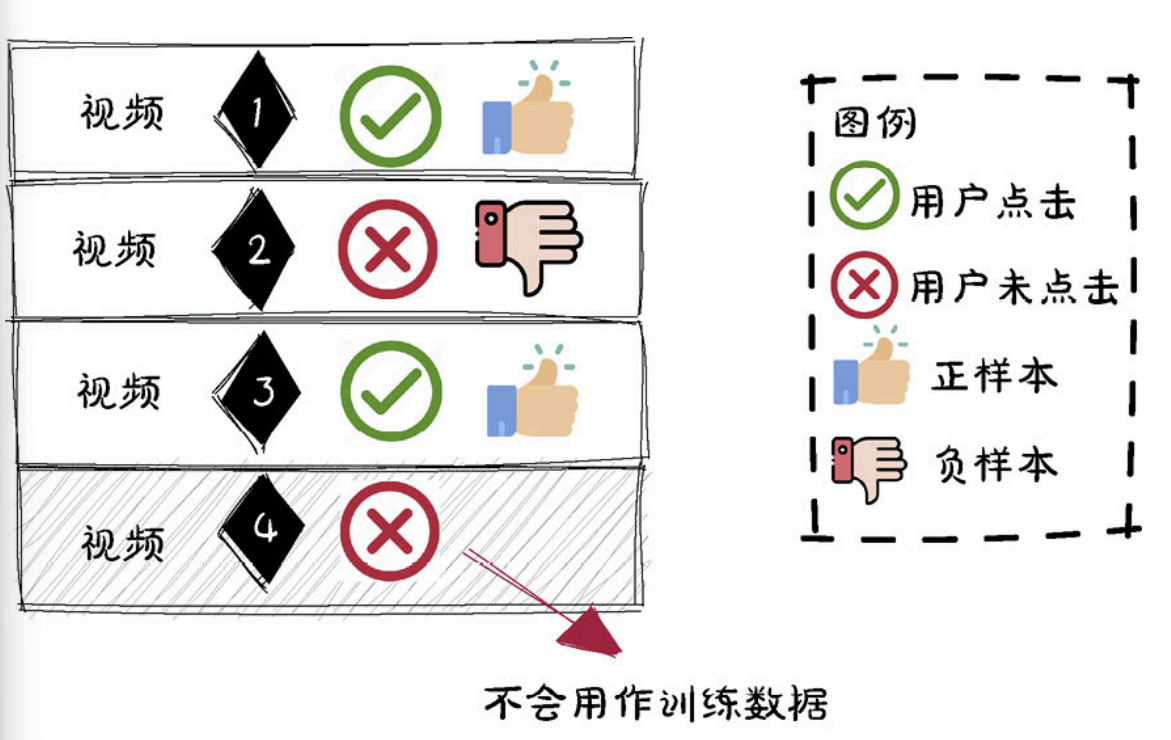 视频 1
视频 2
视频 3
视频 4
不会用作训练数据
图例
用户点击
用户未点击
正样本
负样本